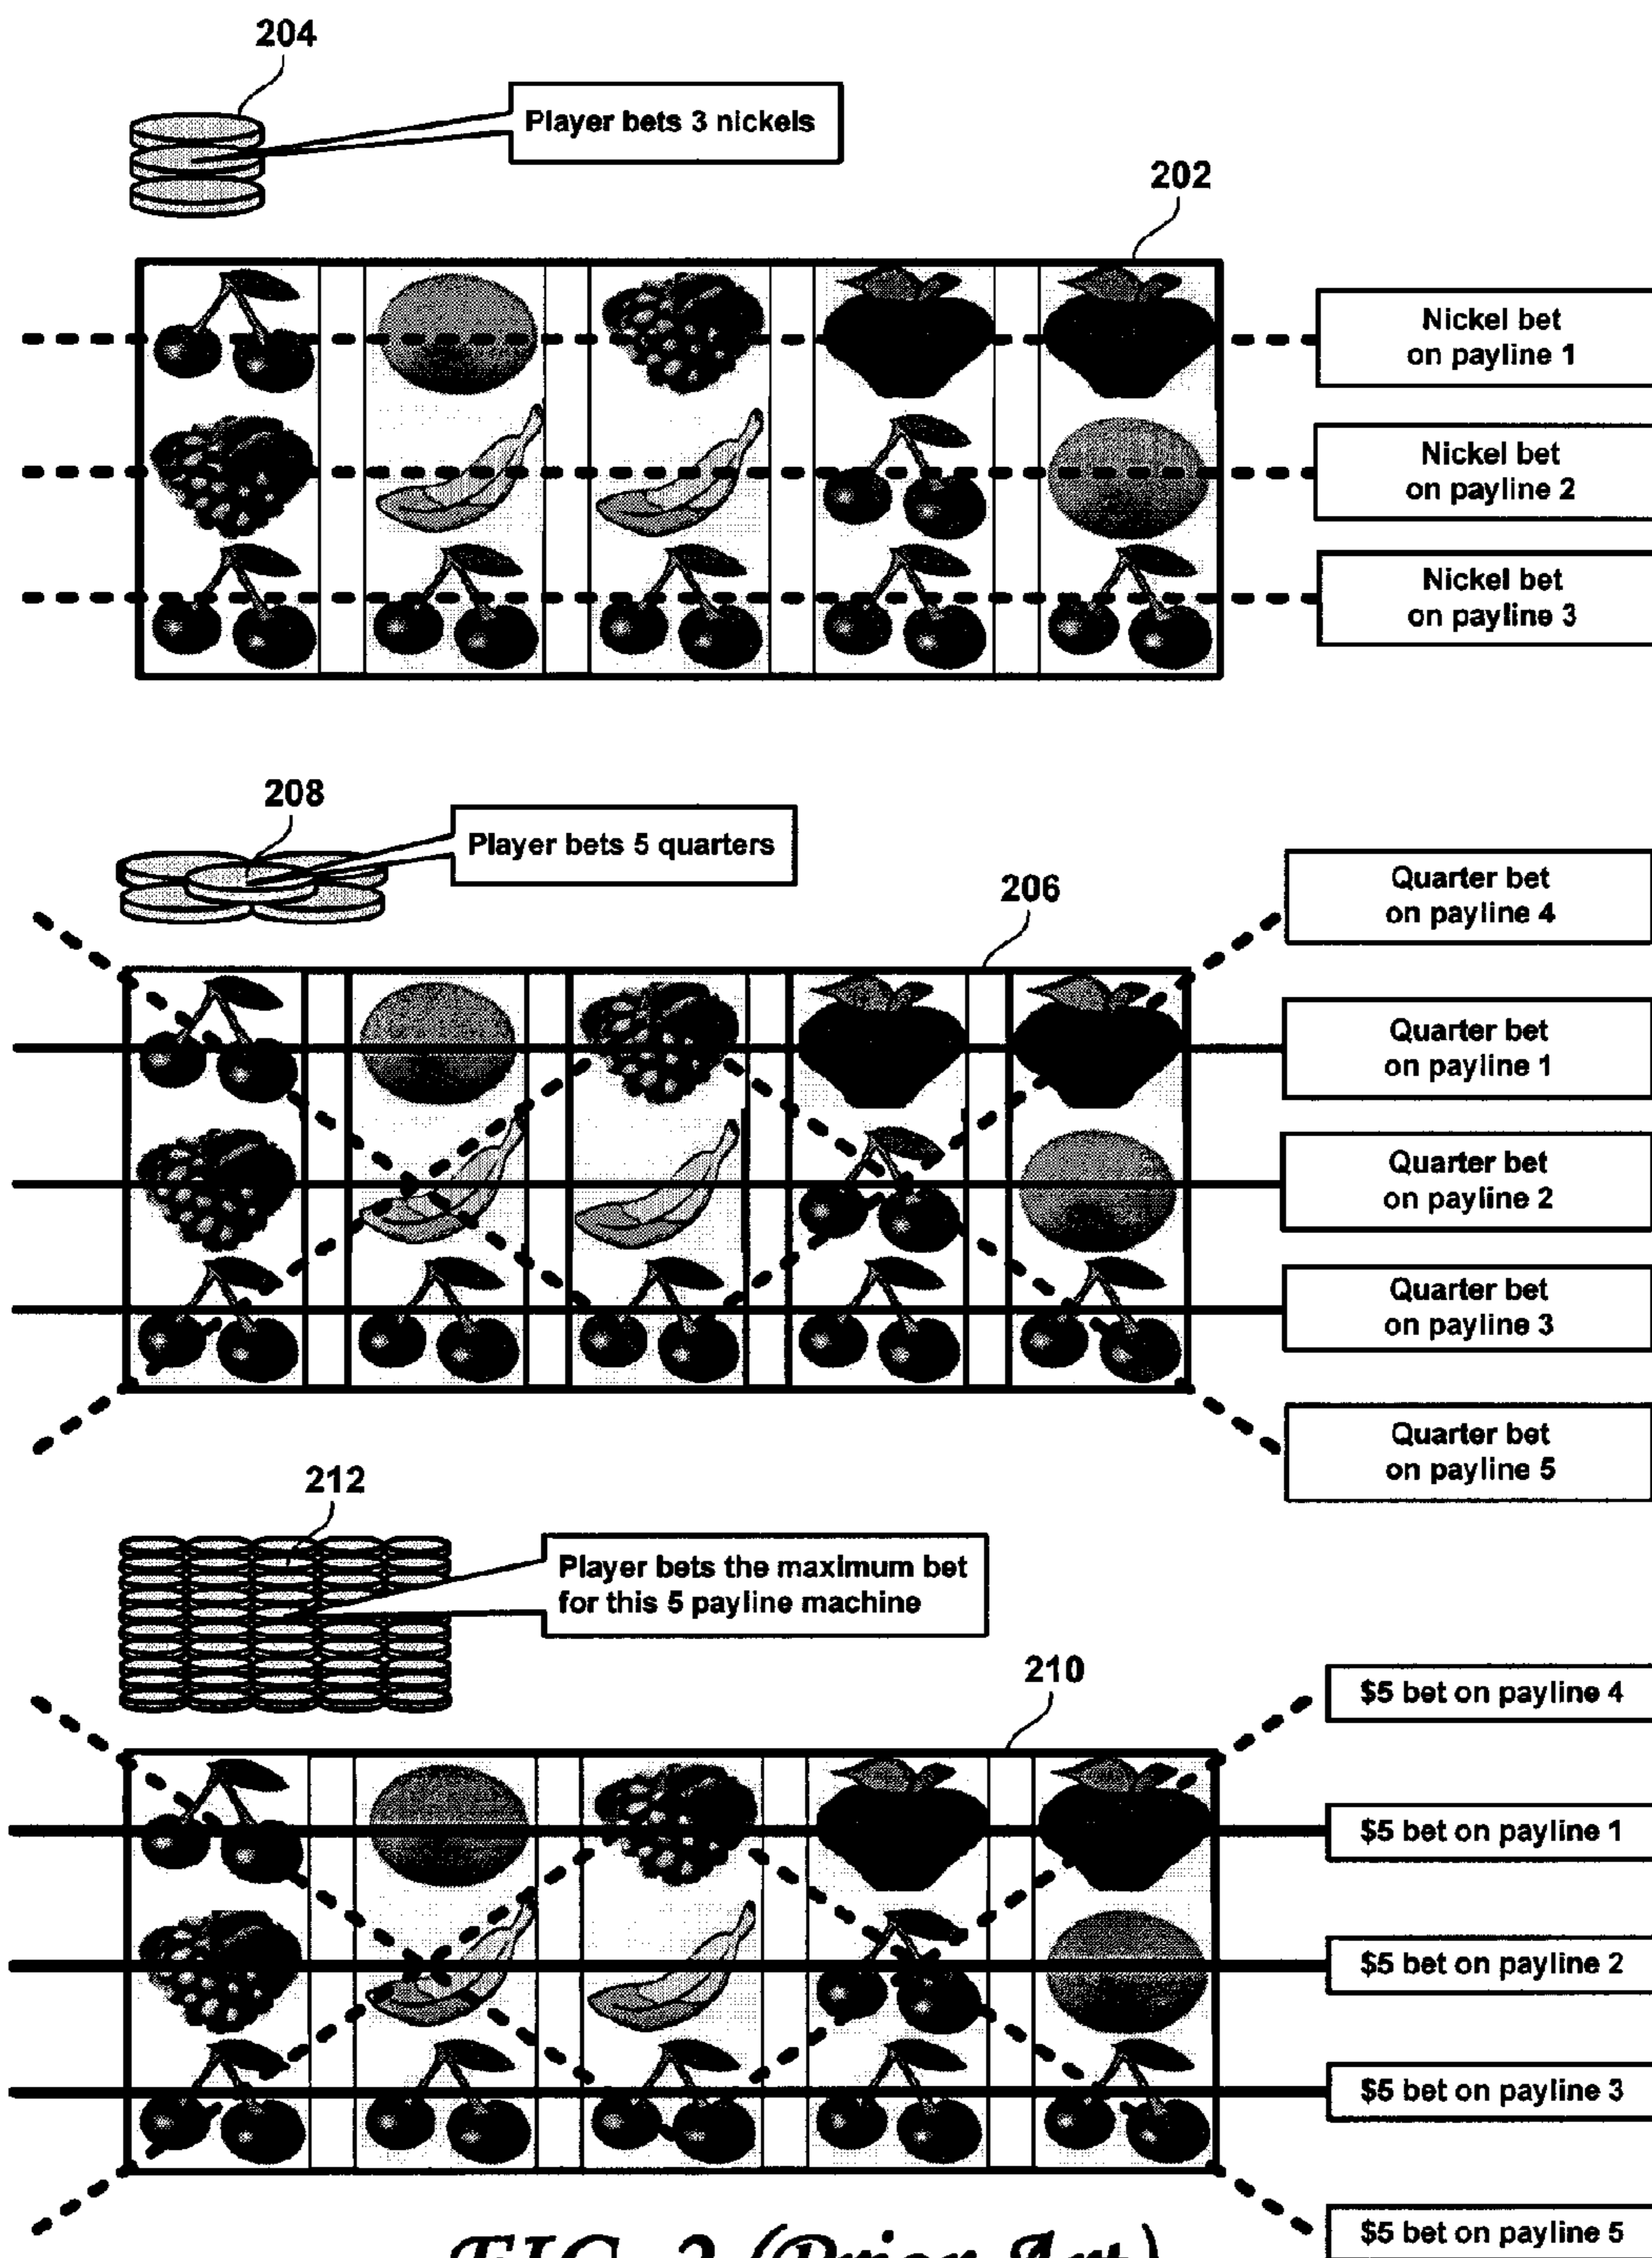 204
Player bets 3 nickels
202
Nickel bet
on payline 1
Nickel bet
on payline 2
Nickel bet
on payline 3
208
Player bets 5 quarters
206
Quarter bet
on payline 4
Quarter bet
on payline 1
Quarter bet
on payline 2
Quarter bet
on payline 3
Quarter bet
on payline 5
212
Player bets the maximum bet
for this 5 payline machine
210
$5 bet on payline 4
$5 bet on payline 1
$5 bet on payline 2
$5 bet on payline 3
$5 bet on payline 5
FIG. 2 (Prior Art)